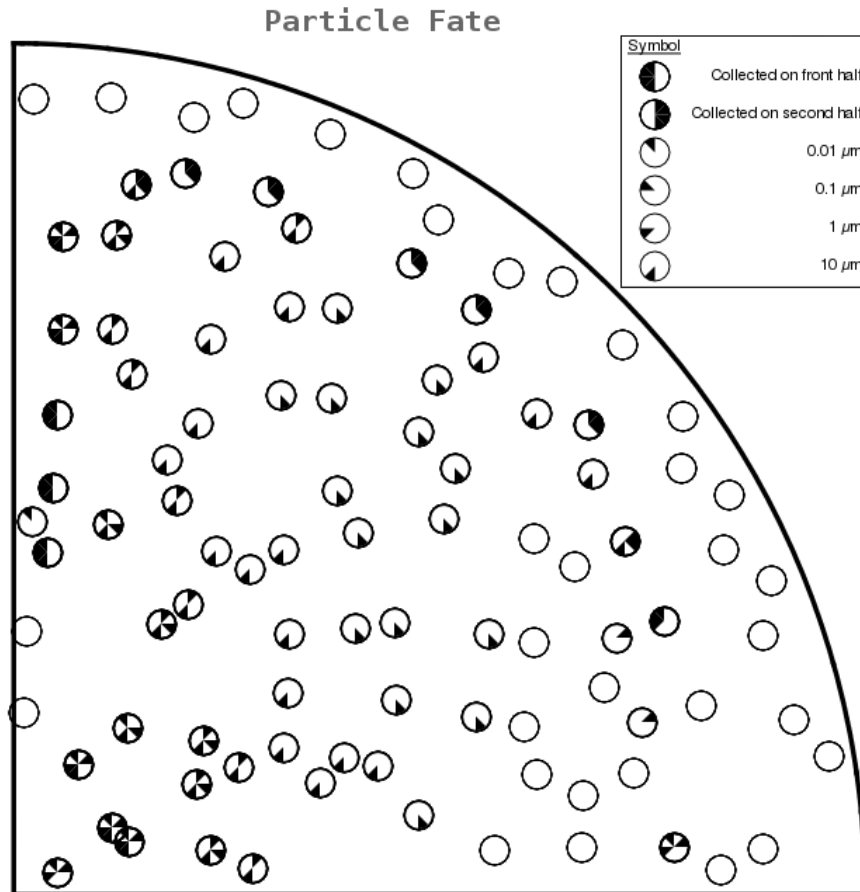 Particle Fate
Symbol
Collected on front half
Collected on second half
0.01 µm
0.1 µm
1 µm
10 µm